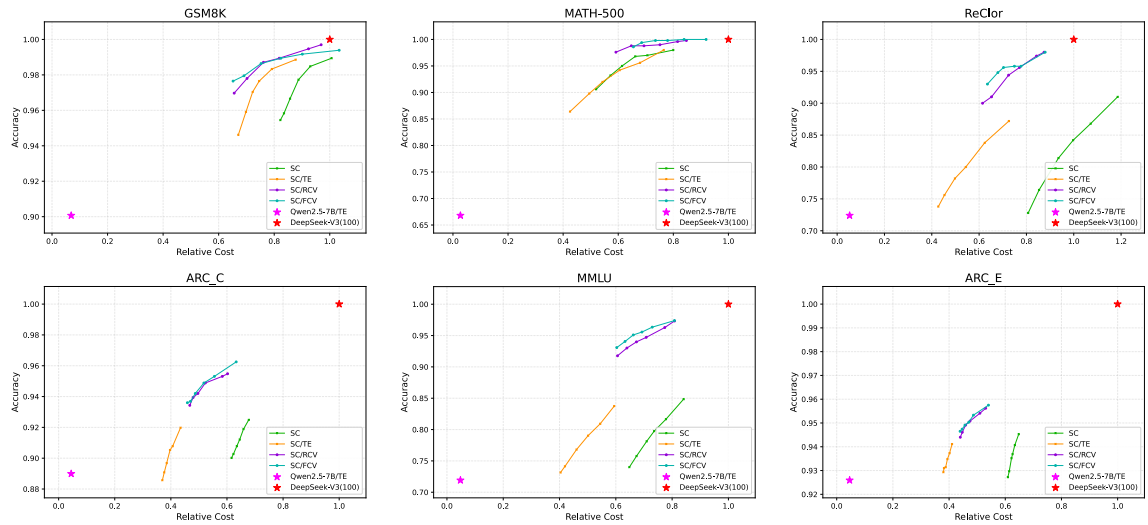 GSM8K
1.00
0.98
0.96
0.94
0.92
0.90
Accuracy
0.0
0.2
0.4
0.6
0.8
1.0
Relative Cost
SC
SC/TE
SC/RCV
SC/FCV
Qwen2.5-7B/TE
DeepSeek-V3(100)
MATH-500
1.00
0.95
0.90
0.85
0.80
0.75
0.70
0.65
Accuracy
0.0
0.2
0.4
0.6
0.8
1.0
Relative Cost
SC
SC/TE
SC/RCV
SC/FCV
Qwen2.5-7B/TE
DeepSeek-V3(100)
ReClor
1.00
0.95
0.90
0.85
0.80
0.75
0.70
Accuracy
0.0
0.2
0.4
0.6
0.8
1.0
1.2
Relative Cost
SC
SC/TE
SC/RCV
SC/FCV
Qwen2.5-7B/TE
DeepSeek-V3(100)
ARC_C
1.00
0.98
0.96
0.94
0.92
0.90
0.88
Accuracy
0.0
0.2
0.4
0.6
0.8
1.0
Relative Cost
SC
SC/TE
SC/RCV
SC/FCV
Qwen2.5-7B/TE
DeepSeek-V3(100)
MMLU
1.00
0.95
0.90
0.85
0.80
0.75
0.70
Accuracy
0.0
0.2
0.4
0.6
0.8
1.0
Relative Cost
SC
SC/TE
SC/RCV
SC/FCV
Qwen2.5-7B/TE
DeepSeek-V3(100)
ARC_E
1.00
0.99
0.98
0.97
0.96
0.95
0.94
0.93
0.92
Accuracy
0.0
0.2
0.4
0.6
0.8
1.0
Relative Cost
SC
SC/TE
SC/RCV
SC/FCV
Qwen2.5-7B/TE
DeepSeek-V3(100)